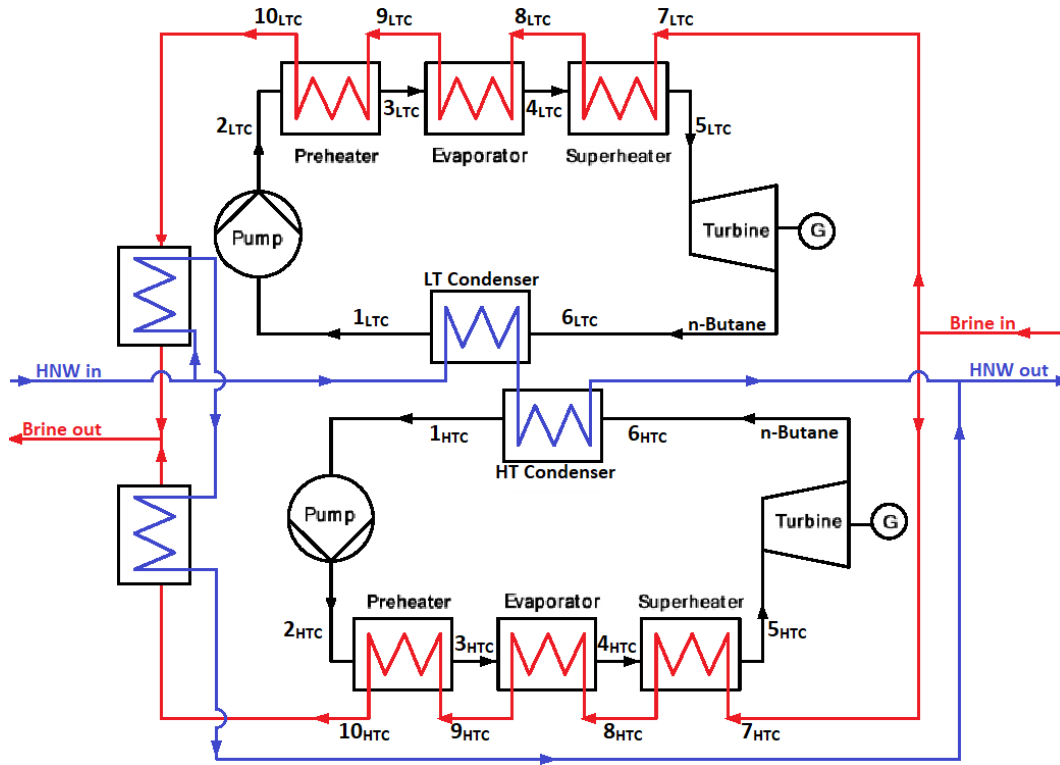 10LTC
9LTC
8LTC
7LTC
2LTC
3LTC
4LTC
5LTC
Preheater
Evaporator
Superheater
Pump
Turbine
G
LT Condenser
1LTC
6LTC
n-Butane
Brine in
HNW in
HNW out
1HTC
6HTC
n-Butane
Brine out
HT Condenser
Pump
Turbine
G
Preheater
Evaporator
Superheater
2HTC
3HTC
4HTC
5HTC
10HTC
9HTC
8HTC
7HTC